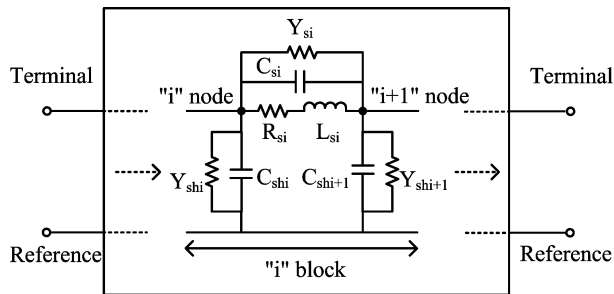 Y_si
C_si
Terminal "i" node "i+1" node Terminal
R_si L_si
Y_shi C_shi C_shi+1 Y_shi+1
Reference Reference
"i" block